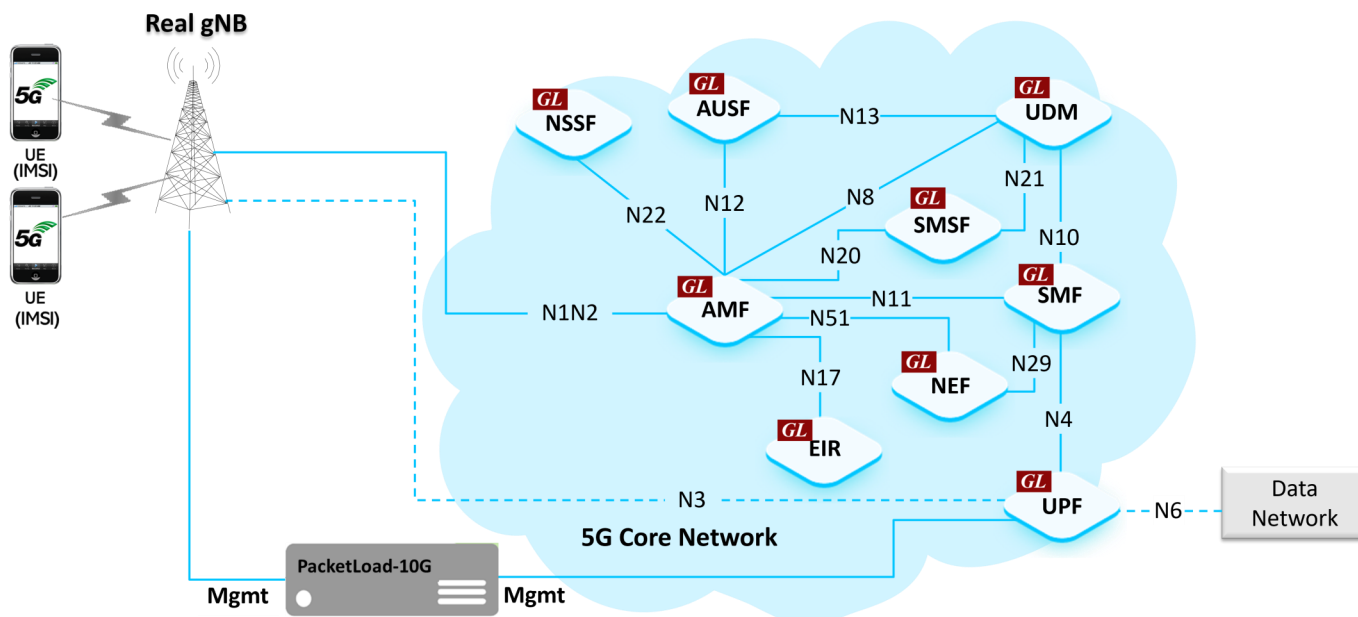 Real gNB
5G
UE
(IMSI)
5G
UE
(IMSI)
GL
NSSF
GL
AUSF
N13
GL
UDM
N22
N12
N8
N21
GL
SMSF
N20
N10
GL
AMF
N1N2
N11
GL
SMF
N51
N17
GL
NEF
N29
N4
GL
EIR
N3
GL
UPF
N6
Data
Network
5G Core Network
PacketLoad-10G
Mgmt
Mgmt